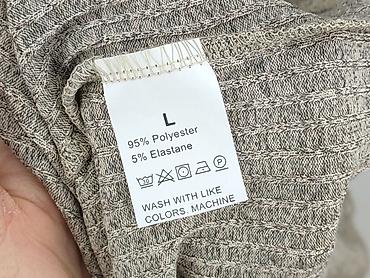 L
95% Polyester
5% Elastane
WASH WITH LIKE
COLORS. MACHINE